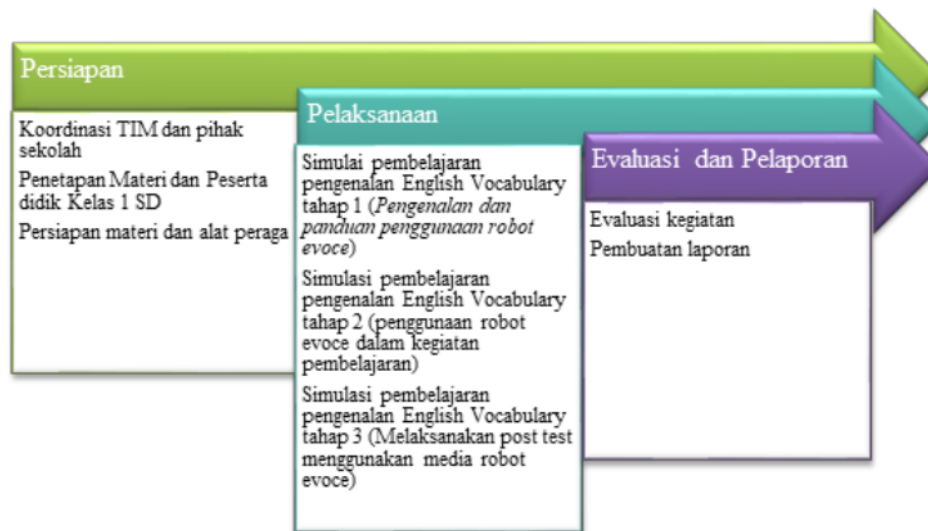 Persiapan
Koordinasi TIM dan pihak
sekolah
Penetapan Materi dan Peserta
didik Kelas 1 SD
Persiapan materi dan alat peraga
Pelaksanaan
Simulai pembelajaran
pengenalan English Vocabulary
tahap 1 (Pengenalan dan
panduan penggunaan robot
evoce)
Simulasi pembelajaran
pengenalan English Vocabulary
tahap 2 (penggunaan robot
evoce dalam kegiatan
pembelajaran)
Simulasi pembelajaran
pengenalan English Vocabulary
tahap 3 (Melaksanakan post test
menggunakan media robot
evoce)
Evaluasi dan Pelaporan
Evaluasi kegiatan
Pembuatan laporan